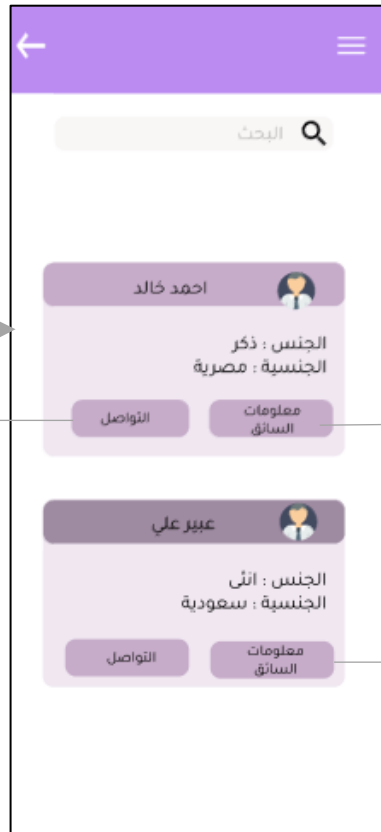 البحث
احمد خالد
الجنس : ذكر
الجنسية : مصرية
معلومات
السائق
التواصل
عبير علي
الجنس : انثى
الجنسية : سعودية
معلومات
السائق
التواصل